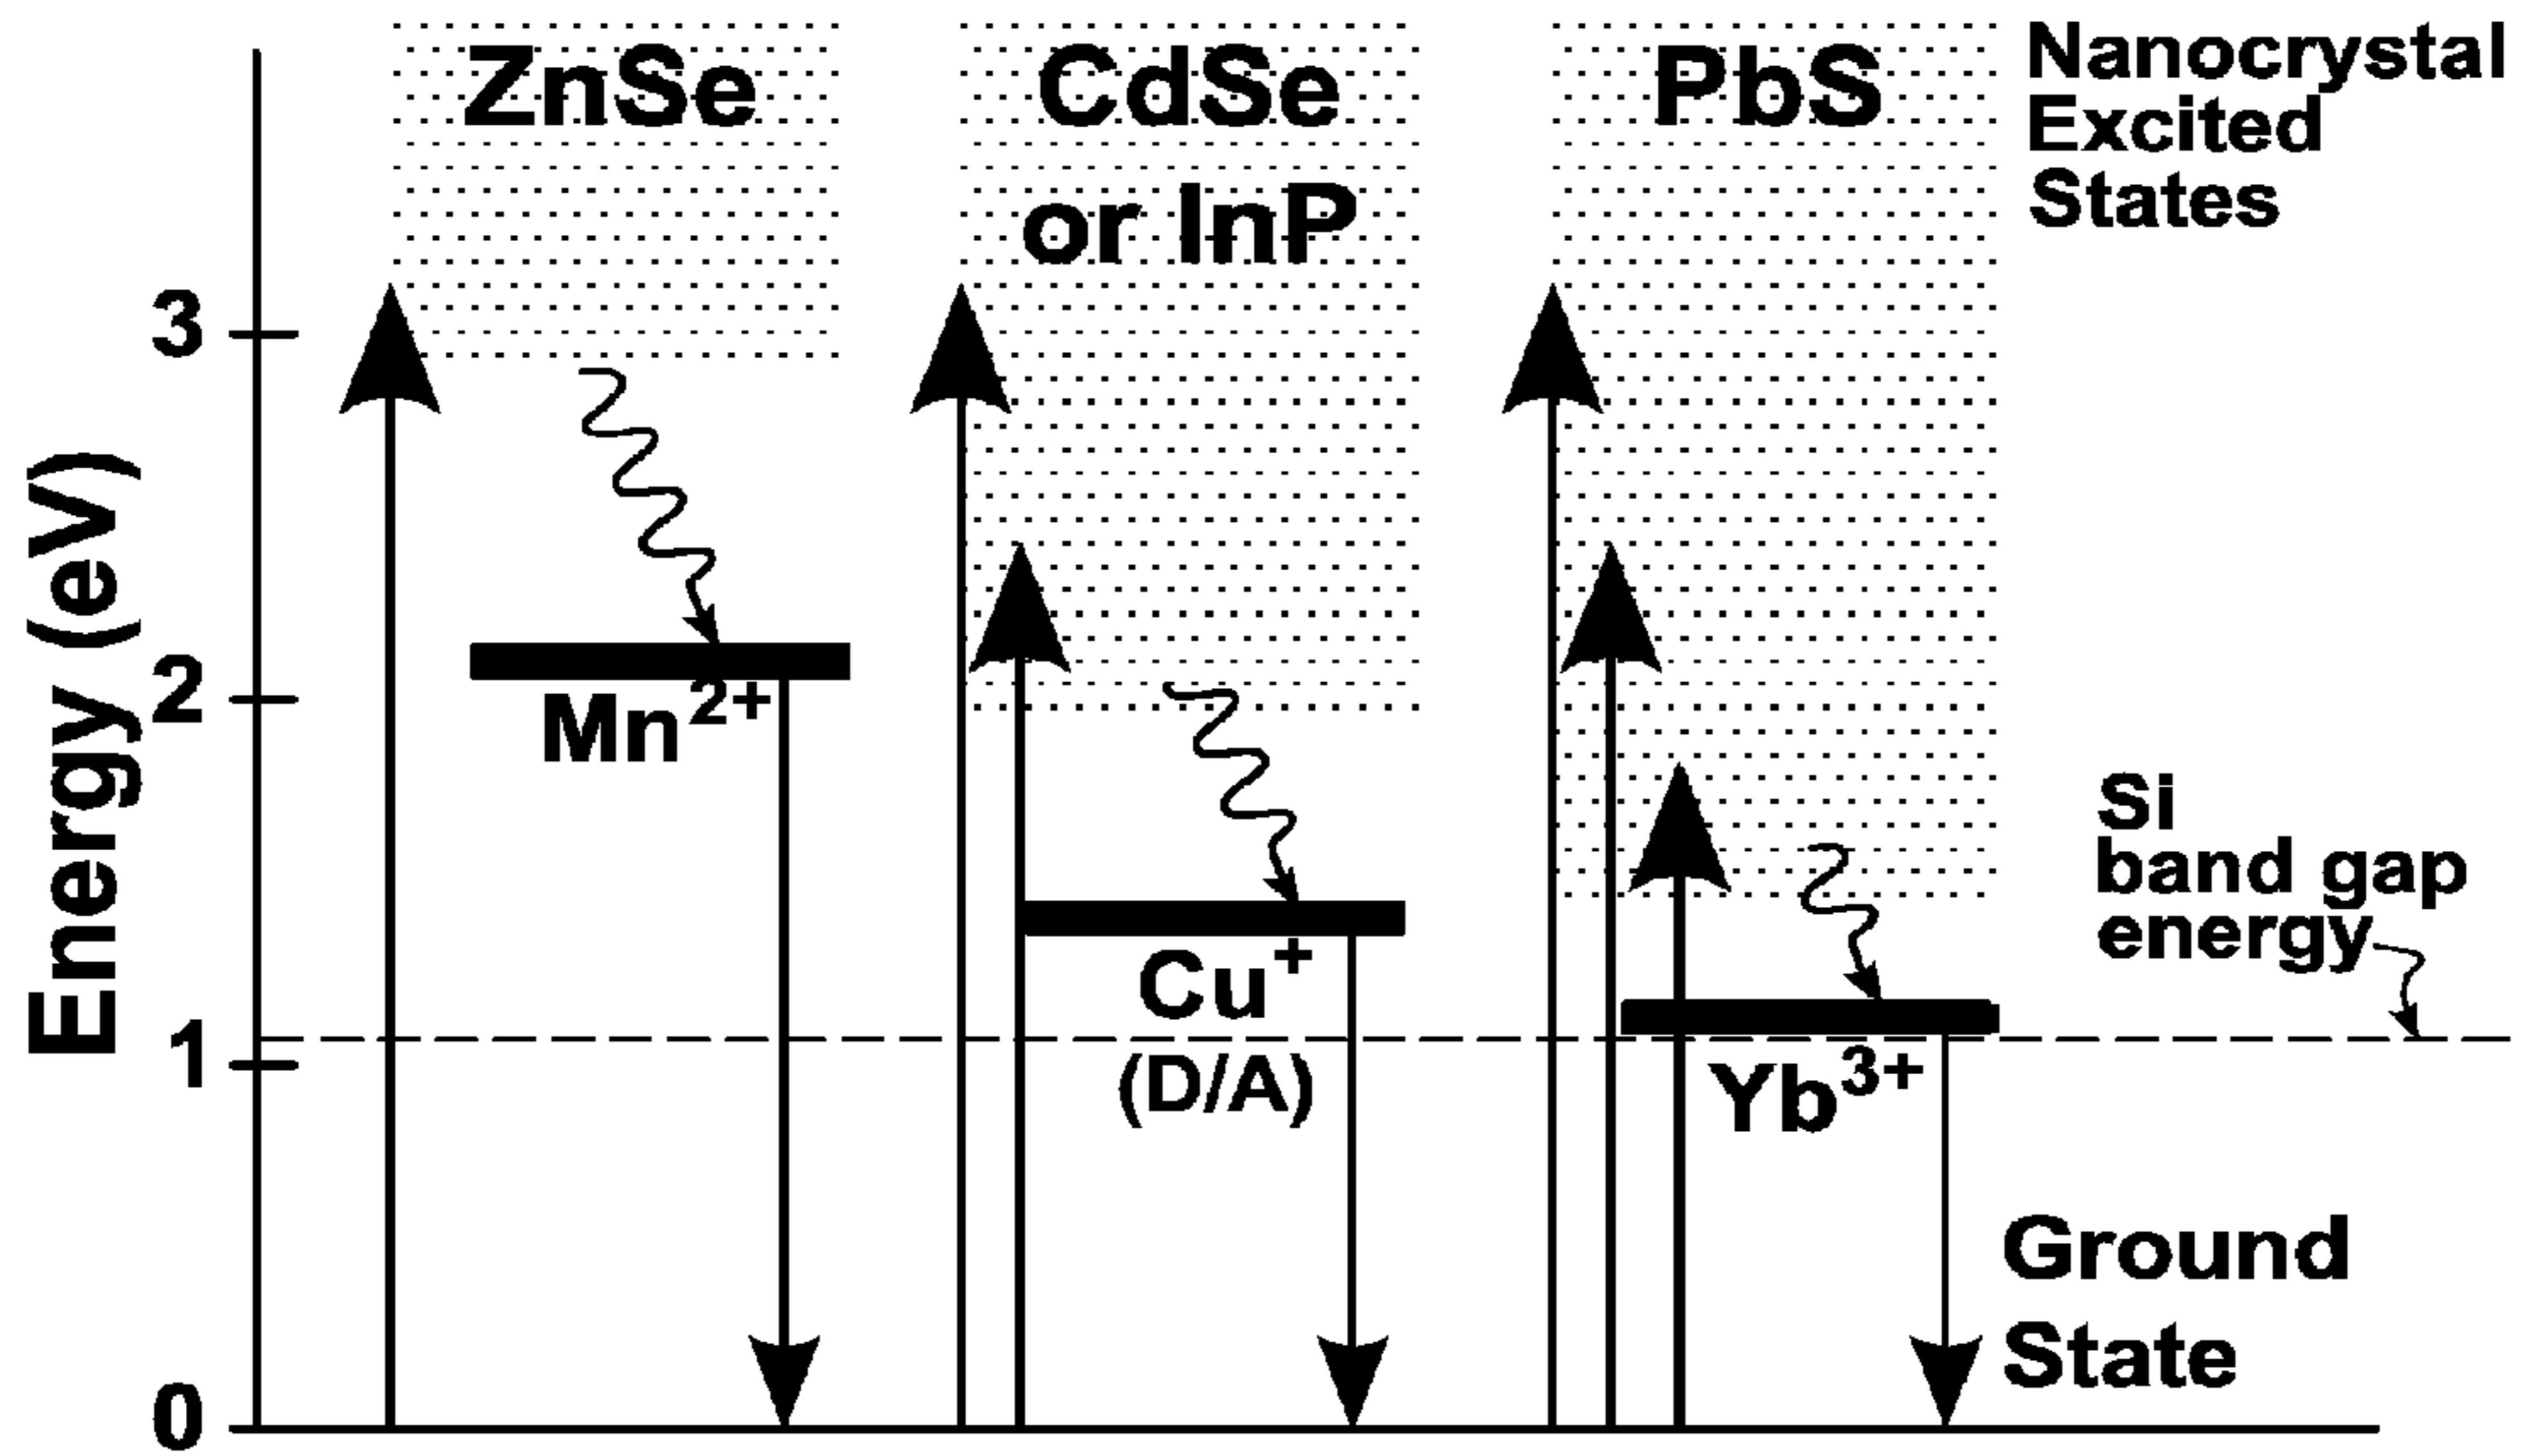 ZnSe
CdSe
or InP
PbS
Nanocrystal
Excited
States
Energy (eV)
3
2
1
0
Mn²⁺
Cu⁺
(D/A)
Yb³⁺
Si
band gap
energy
Ground
State